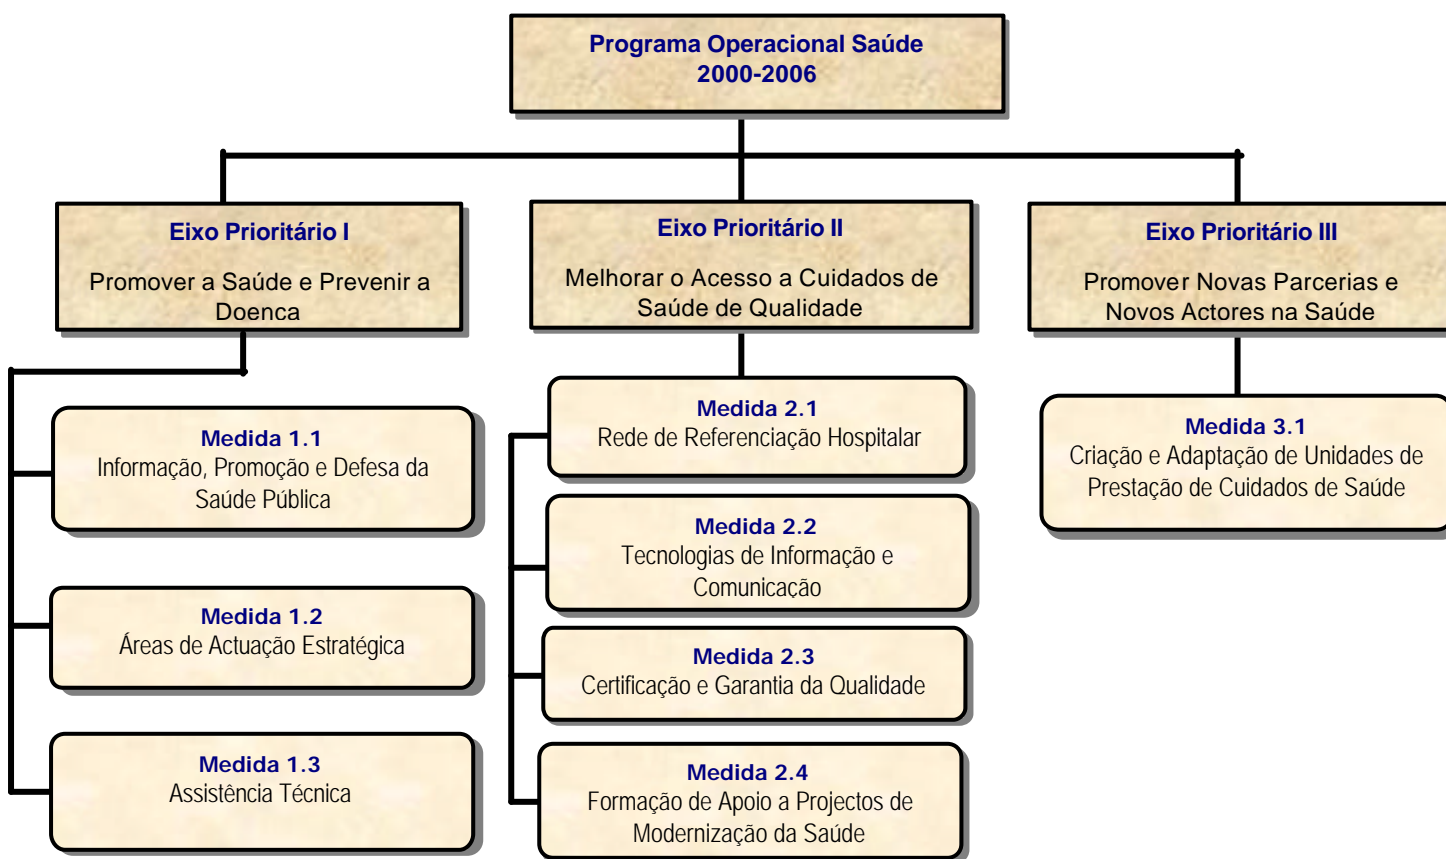 Programa Operacional Saúde
2000-2006
Eixo Prioritário I
Promover a Saúde e Prevenir a
Doenca
Eixo Prioritário II
Melhorar o Acesso a Cuidados de
Saúde de Qualidade
Eixo Prioritário III
Promover Novas Parcerias e
Novos Actores na Saúde
Medida 1.1
Informação, Promoção e Defesa da
Saúde Pública
Medida 1.2
Áreas de Actuação Estratégica
Medida 1.3
Assistência Técnica
Medida 2.1
Rede de Referenciação Hospitalar
Medida 2.2
Tecnologias de Informação e
Comunicação
Medida 2.3
Certificação e Garantia da Qualidade
Medida 2.4
Formação de Apoio a Projectos de
Modernização da Saúde
Medida 3.1
Criação e Adaptação de Unidades de
Prestação de Cuidados de Saúde